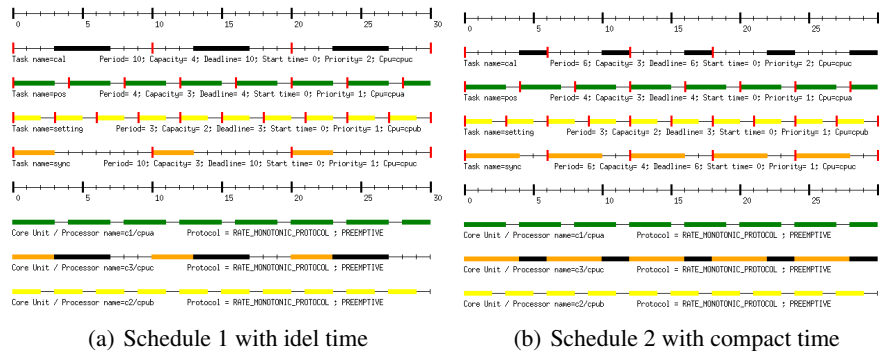 0 5 10 15 20 25 30
Task name=cal Period= 10; Capacity= 4; Deadline= 10; Start time= 0; Priority= 2; Cpu=cpuc
Task name=pos Period= 4; Capacity= 3; Deadline= 4; Start time= 0; Priority= 1; Cpu=cpua
Task name=setting Period= 3; Capacity= 2; Deadline= 3; Start time= 0; Priority= 1; Cpu=cpub
Task name=sync Period= 10; Capacity= 3; Deadline= 10; Start time= 0; Priority= 1; Cpu=cpuc
0 5 10 15 20 25 30
Core Unit / Processor name=c1/cpua Protocol = RATE_MONOTONIC_PROTOCOL ; PREEMPTIVE
Core Unit / Processor name=c3/cpuc Protocol = RATE_MONOTONIC_PROTOCOL ; PREEMPTIVE
Core Unit / Processor name=c2/cpub Protocol = RATE_MONOTONIC_PROTOCOL ; PREEMPTIVE
(a) Schedule 1 with idel time
0 5 10 15 20 25
Task name=cal Period= 6; Capacity= 2; Deadline= 6; Start time= 0; Priority= 2; Cpu=cpuc
Task name=pos Period= 4; Capacity= 3; Deadline= 4; Start time= 0; Priority= 1; Cpu=cpua
Task name=setting Period= 3; Capacity= 2; Deadline= 3; Start time= 0; Priority= 1; Cpu=cpub
Task name=sync Period= 6; Capacity= 4; Deadline= 6; Start time= 0; Priority= 1; Cpu=cpuc
0 5 10 15 20 25
Core Unit / Processor name=c1/cpua Protocol = RATE_MONOTONIC_PROTOCOL ; PREEMPTIVE
Core Unit / Processor name=c3/cpuc Protocol = RATE_MONOTONIC_PROTOCOL ; PREEMPTIVE
Core Unit / Processor name=c2/cpub Protocol = RATE_MONOTONIC_PROTOCOL ; PREEMPTIVE
(b) Schedule 2 with compact time